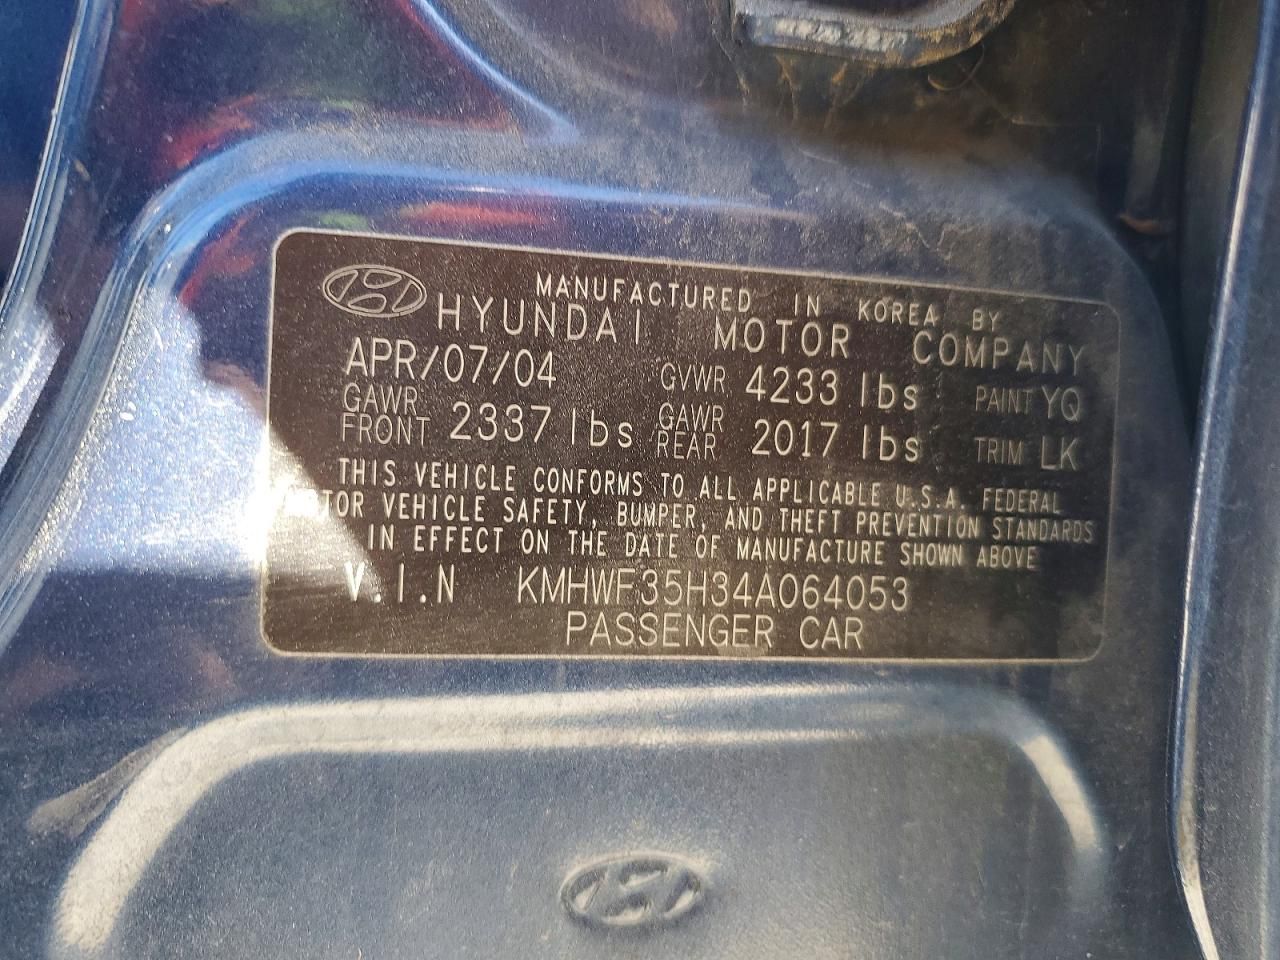 MANUFACTURED IN KOREA BY
HYUNDAI MOTOR COMPANY
APR/07/04 GVWR 4233 lbs PAINT YQ
GAWR FRONT 2337 lbs GAWR REAR 2017 lbs TRIM LK
THIS VEHICLE CONFORMS TO ALL APPLICABLE U.S.A. FEDERAL
MOTOR VEHICLE SAFETY, BUMPER, AND THEFT PREVENTION STANDARDS
IN EFFECT ON THE DATE OF MANUFACTURE SHOWN ABOVE
V.I.N KMHWF35H34A064053
PASSENGER CAR